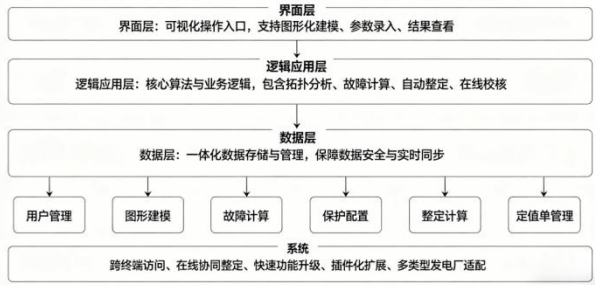 界面层
界面层：可视化操作入口，支持图形化建模、参数录入、结果查看
逻辑应用层
逻辑应用层：核心算法与业务逻辑，包含拓扑分析、故障计算、自动整定、在线校核
数据层
数据层：一体化数据存储与管理，保障数据安全与实时同步
用户管理
图形建模
故障计算
保护配置
整定计算
定值单管理
系统
跨终端访问、在线协同整定、快速功能升级、插件化扩展、多类型发电厂适配